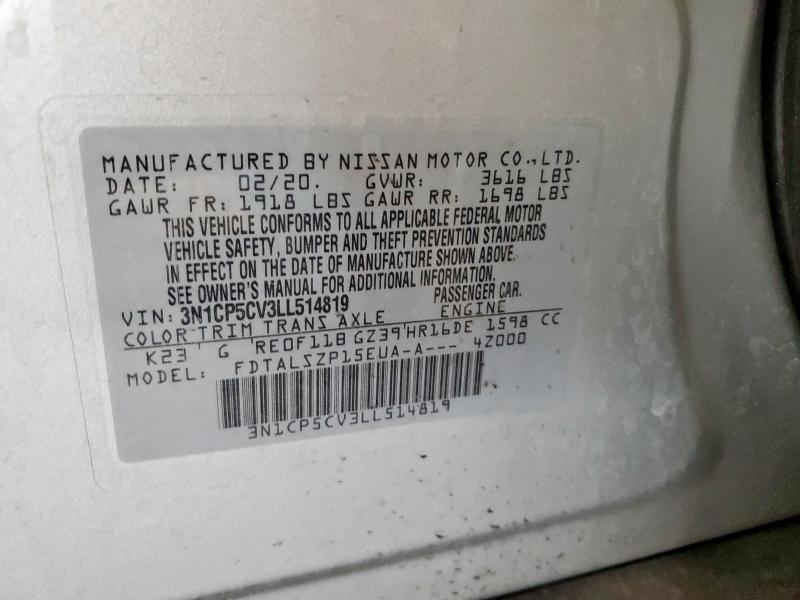 MANUFACTURED BY NISSAN MOTOR CO.,LTD.
DATE: 02/20. GVWR: 3616 LBS
GAWR FR: 1918 LBS GAWR RR: 1698 LBS
THIS VEHICLE CONFORMS TO ALL APPLICABLE FEDERAL MOTOR
VEHICLE SAFETY, BUMPER AND THEFT PREVENTION STANDARDS
IN EFFECT ON THE DATE OF MANUFACTURE SHOWN ABOVE.
SEE OWNER'S MANUAL FOR ADDITIONAL INFORMATION.
VIN: 3N1CP5CV3LL514819 PASSENGER CAR.
COLOR TRIM TRANS AXLE ENGINE
K23 G RE0F11B GZ39 HR16DE 1598 CC
MODEL: FDTALSZP15EUA-A--- 4Z000
3N1CP5CV3LL514819